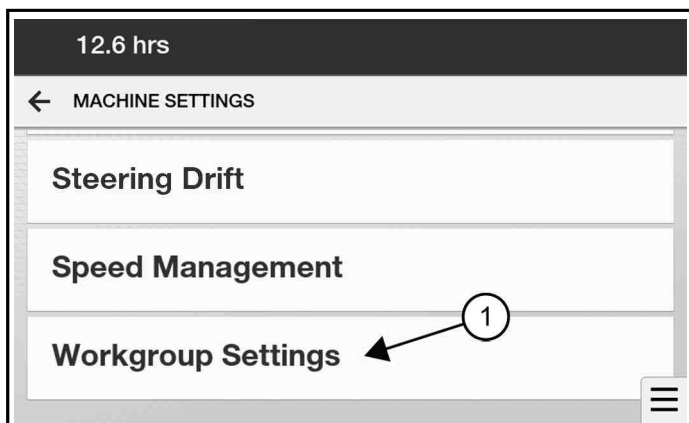 12.6 hrs
MACHINE SETTINGS
Steering Drift
Speed Management
1
Workgroup Settings